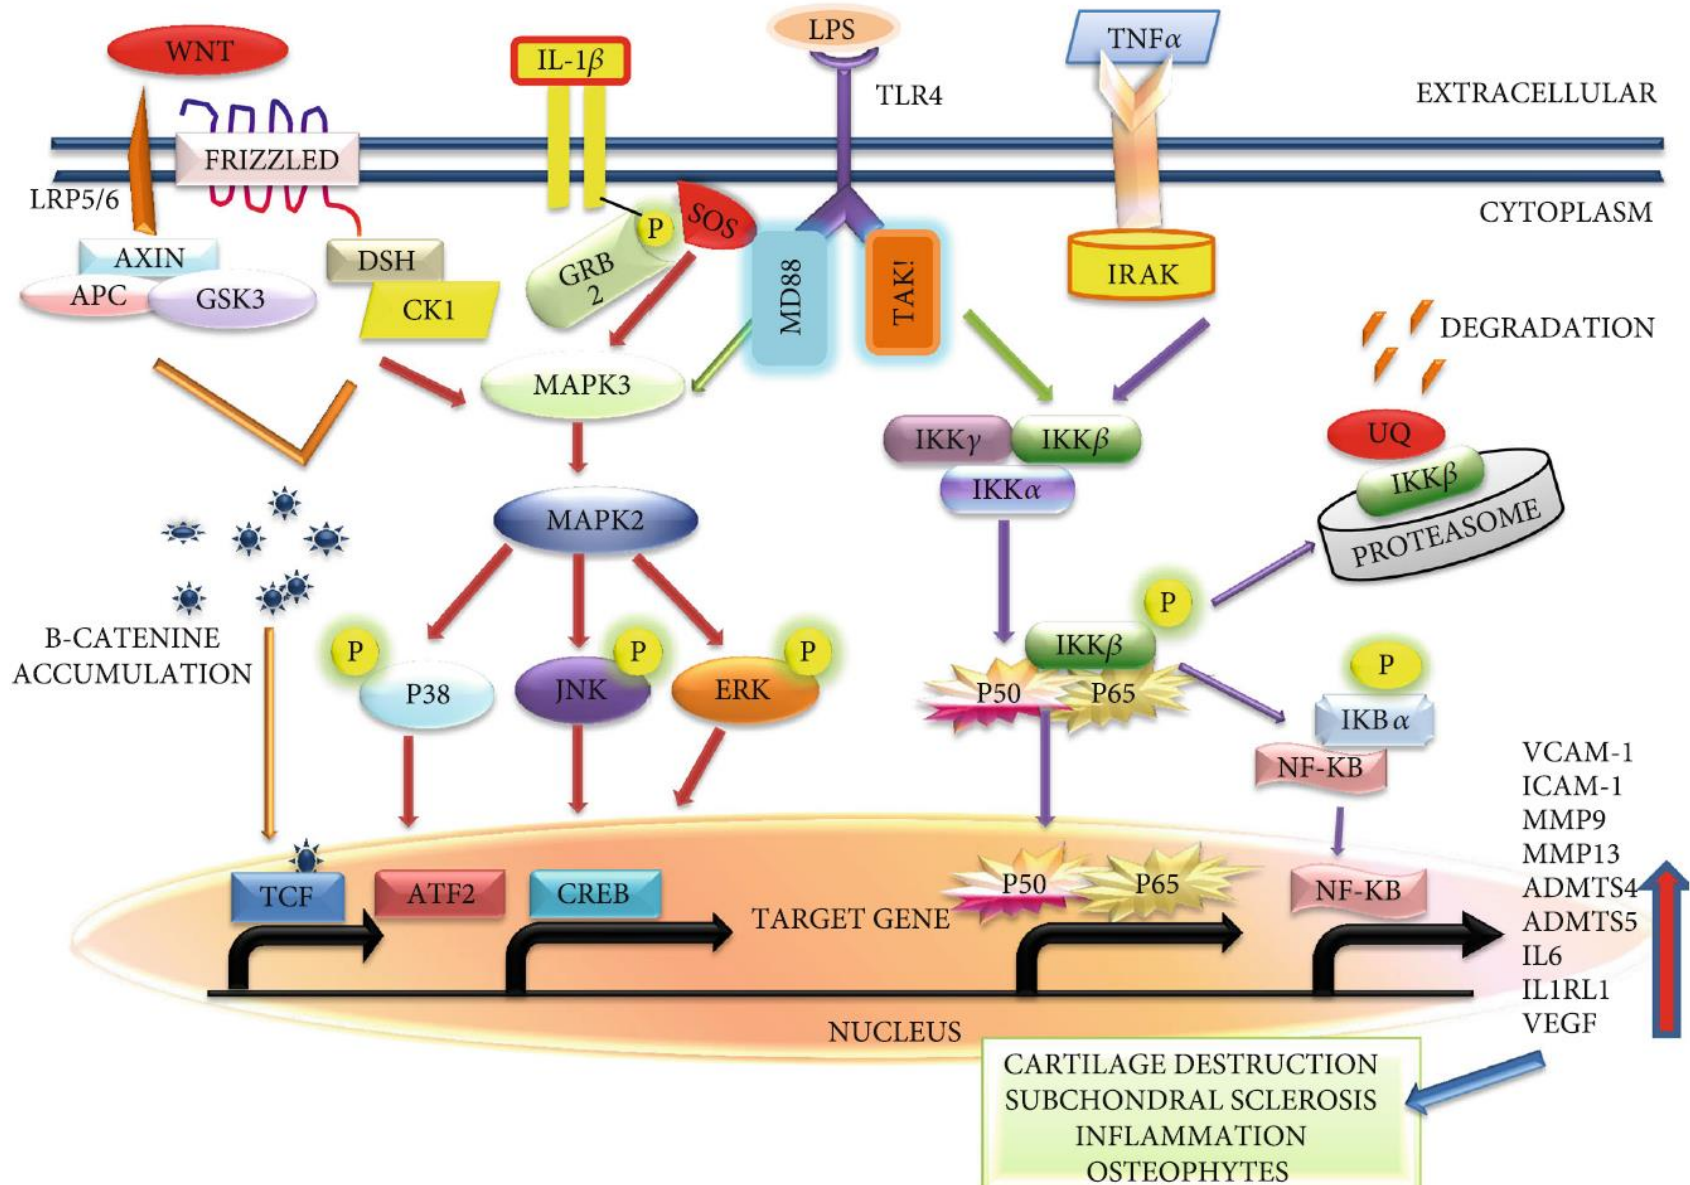 WNT
IL-1β
LPS
TNFα
TLR4
EXTRACELLULAR
FRIZZLED
LRP5/6
CYTOPLASM
P
SOS
AXIN
DSH
GRB
2
MD88
TAK!
IRAK
APC
GSK3
CK1
DEGRADATION
MAPK3
IKKγ
IKKβ
UQ
IKKα
IKKβ
PROTEASOME
MAPK2
P
B-CATENINE
ACCUMULATION
P
P
P
IKKβ
P
P38
JNK
ERK
P50
P65
IKBα
NF-KB
VCAM-1
ICAM-1
MMP9
MMP13
ADMTS4
ADMTS5
IL6
IL1RL1
VEGF
TCF
ATF2
CREB
TARGET GENE
P50
P65
NF-KB
NUCLEUS
CARTILAGE DESTRUCTION
SUBCHONDRAL SCLEROSIS
INFLAMMATION
OSTEOPHYTES